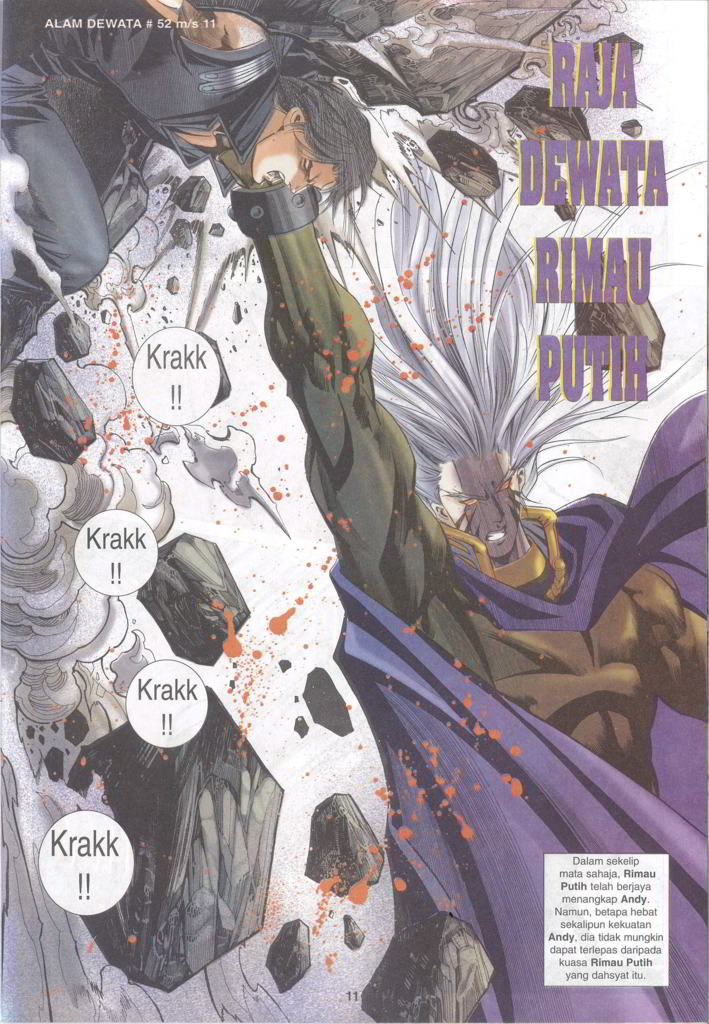 ALAM DEWATA # 52 m/s 11
RAJA
DEWATA
RIMAU
PUTIH
Krakk
!!
Krakk
!!
Krakk
!!
Krakk
!!
Dalam sekelip
mata sahaja, Rimau
Putih telah berjaya
menangkap Andy.
Namun, betapa hebat
sekalipun kekuatan
Andy, dia tidak mungkin
dapat terlepas daripada
kuasa Rimau Putih
yang dahsyat itu.
11